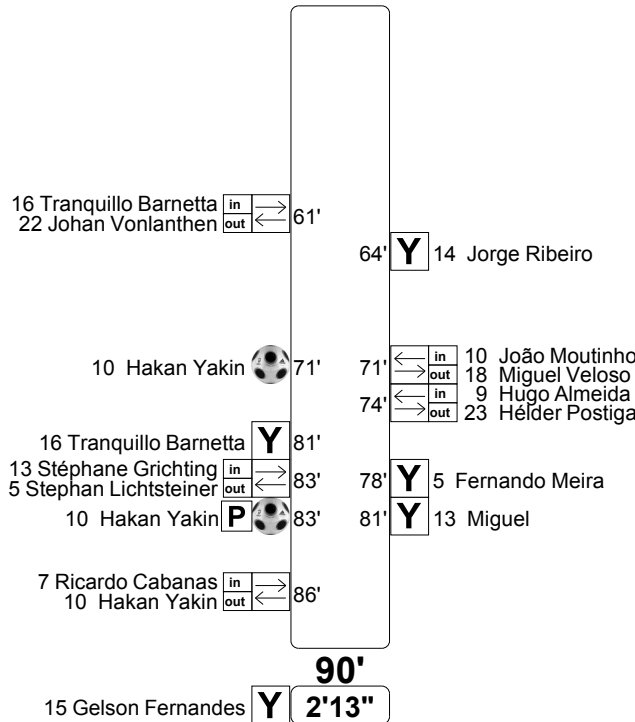 16 Tranquillo Barnetta in 61'
22 Johan Vonlanthen out
64' Y 14 Jorge Ribeiro
10 Hakan Yakin 71'
71' in 10 João Moutinho
out 18 Miguel Veloso
74' in 9 Hugo Almeida
out 23 Hélder Postiga
16 Tranquillo Barnetta Y 81'
13 Stéphane Grichting in 83'
5 Stephan Lichtsteiner out
78' Y 5 Fernando Meira
10 Hakan Yakin P 83'
81' Y 13 Miguel
7 Ricardo Cabanas in 86'
10 Hakan Yakin out
90'
15 Gelson Fernandes Y 2'13"